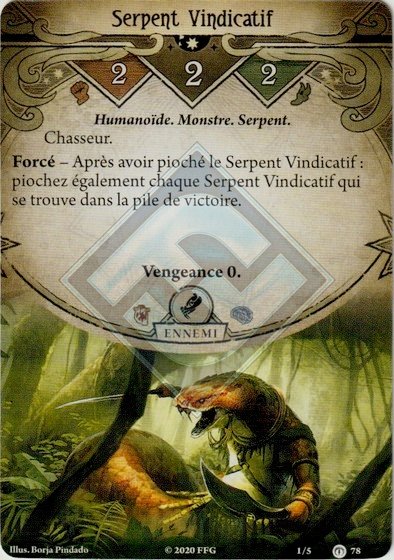 Serpent Vindicatif
2 2 2
Humanoïde. Monstre. Serpent.
Chasseur.
Forcé – Après avoir pioché le Serpent Vindicatif :
piochez également chaque Serpent Vindicatif qui
se trouve dans la pile de victoire.
Vengeance 0.
ENNEMI
Illus. Borja Pindado © 2020 FFG 1/5 78